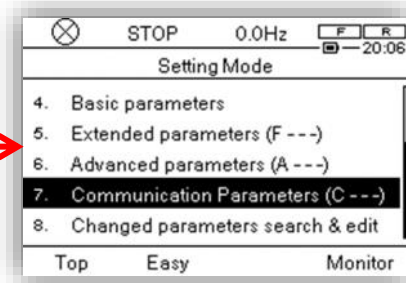 STOP 0.0Hz F R
20:06
Setting Mode
4. Basic parameters
5. Extended parameters (F ---)
6. Advanced parameters (A ---)
7. Communication Parameters (C ---)
8. Changed parameters search & edit
Top Easy Monitor